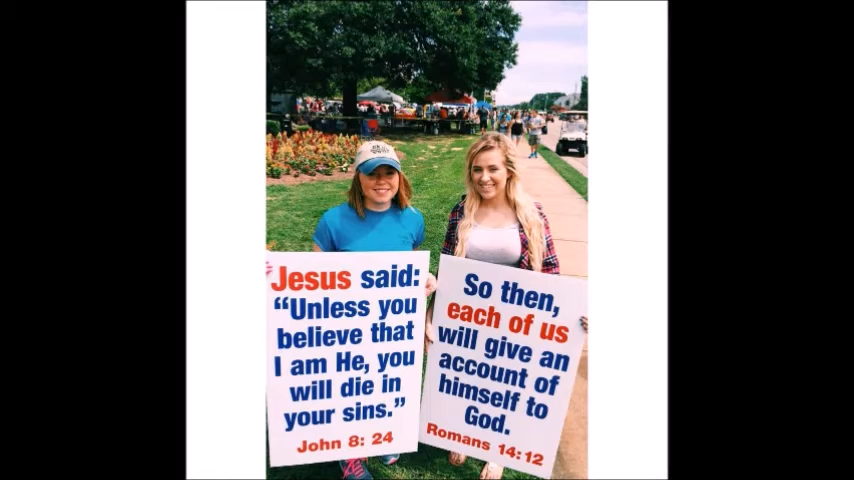 Jesus said:
“Unless you
believe that
I am He, you
will die in
your sins.”
John 8: 24
So then,
each of us
will give an
account of
himself to
God.
Romans 14:12